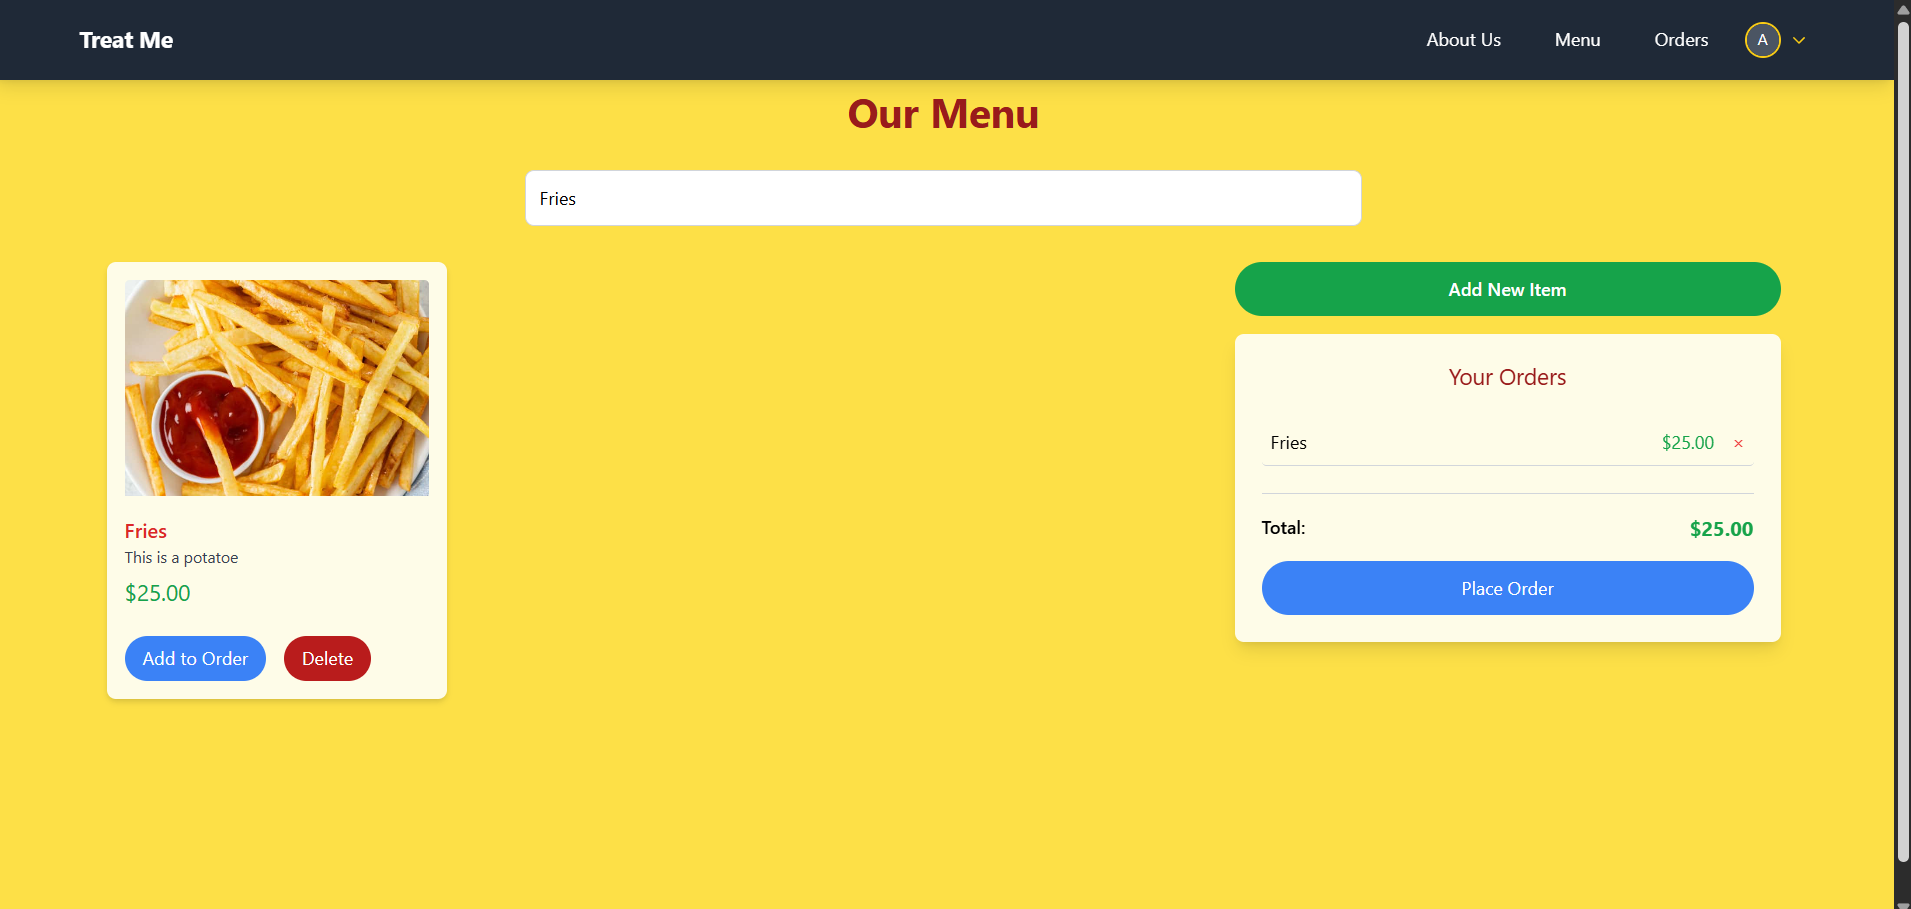 Treat Me
About Us
Menu
Orders
A
Our Menu
Fries
Fries
This is a potatoe
$25.00
Add to Order
Delete
Add New Item
Your Orders
Fries $25.00 ×
Total: $25.00
Place Order